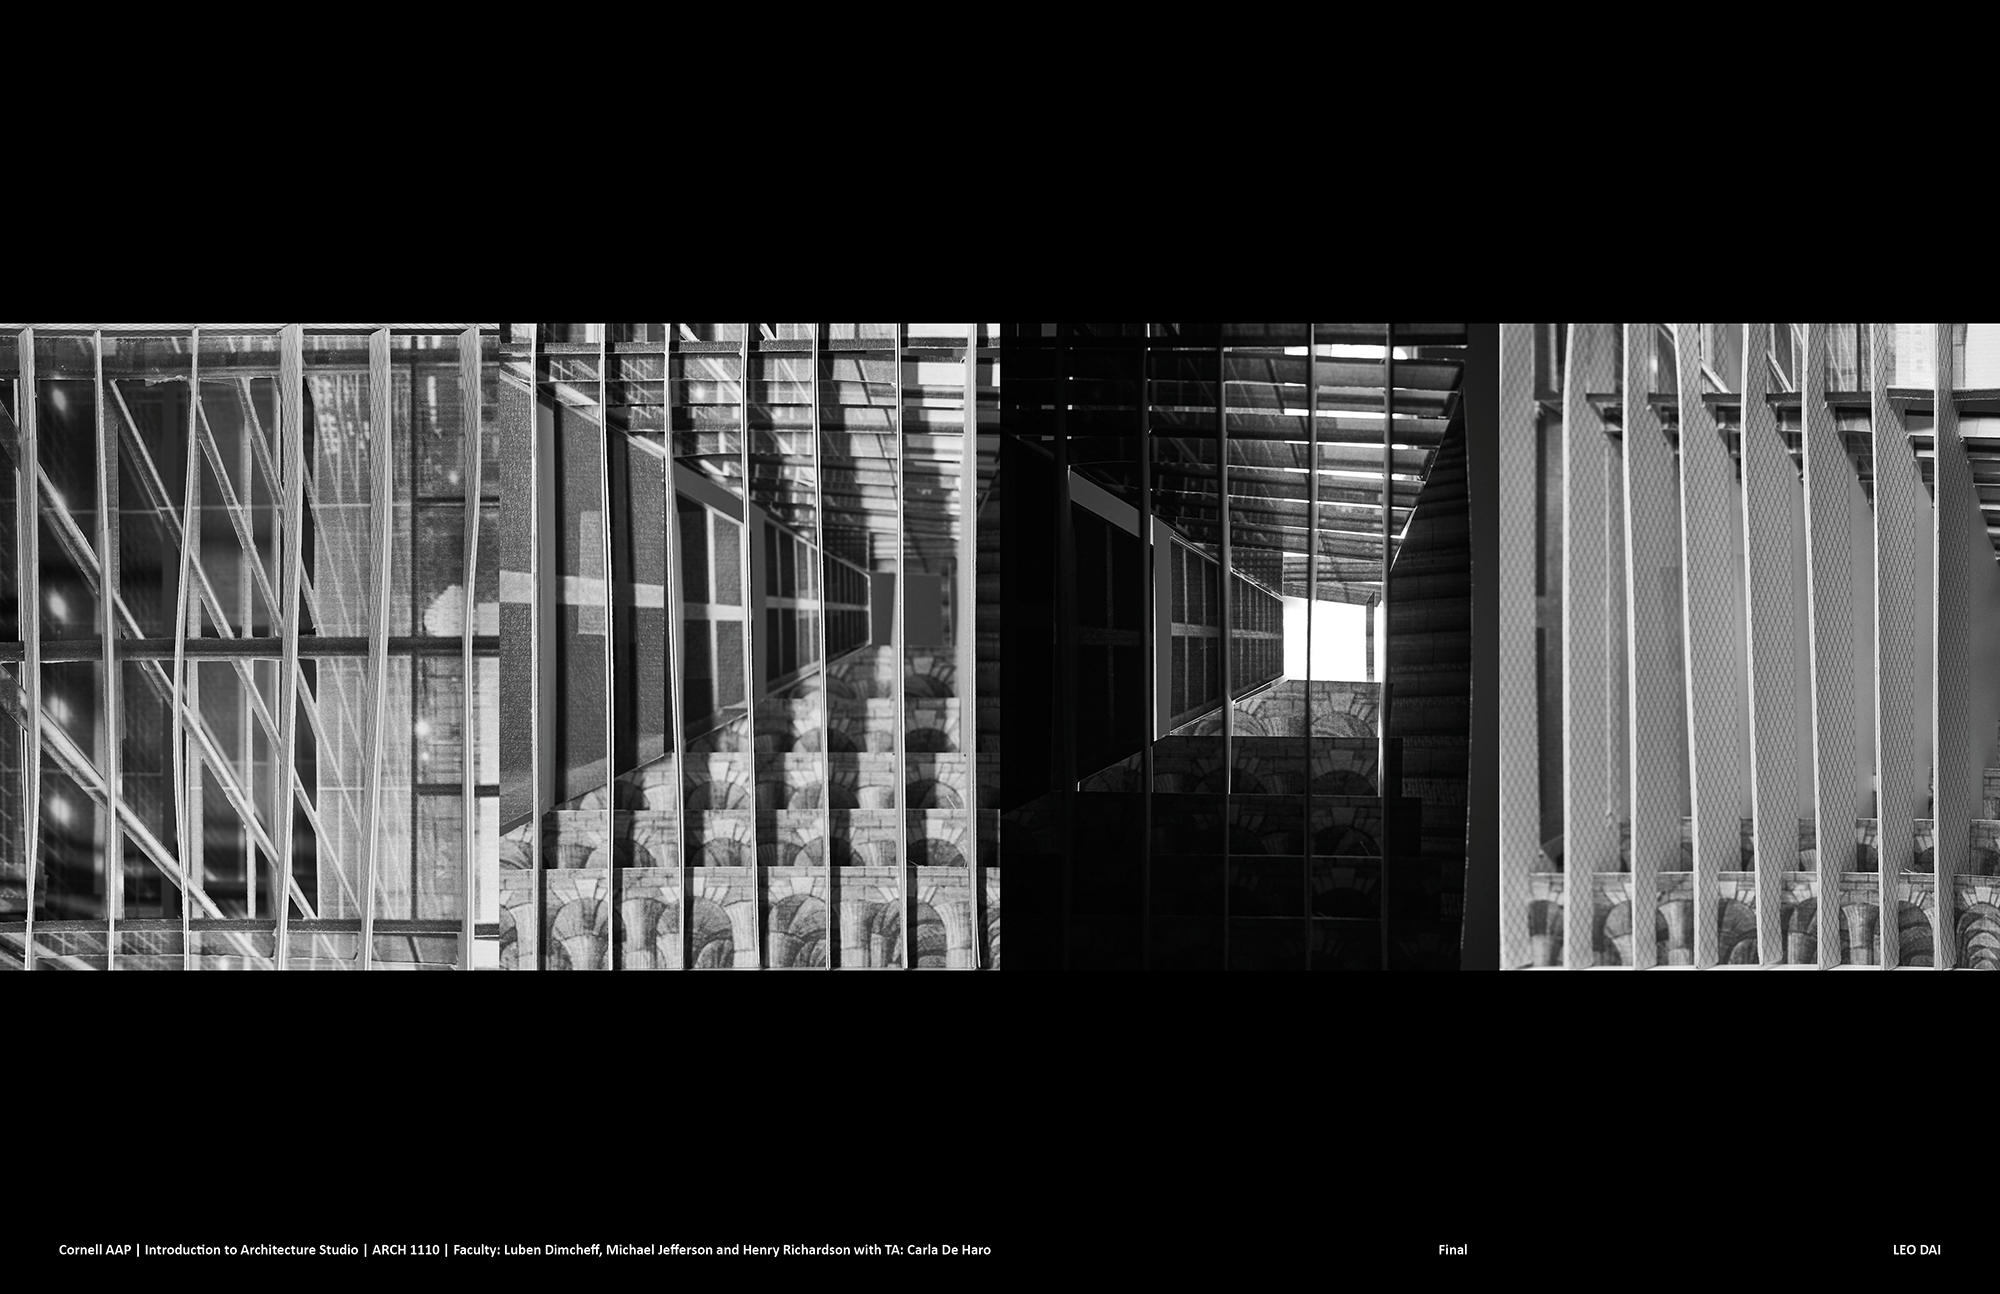 Cornell AAP | Introduction to Architecture Studio | ARCH 1110 | Faculty: Luben Dimcheff, Michael Jefferson and Henry Richardson with TA: Carla De Haro
Final
LEO DAI